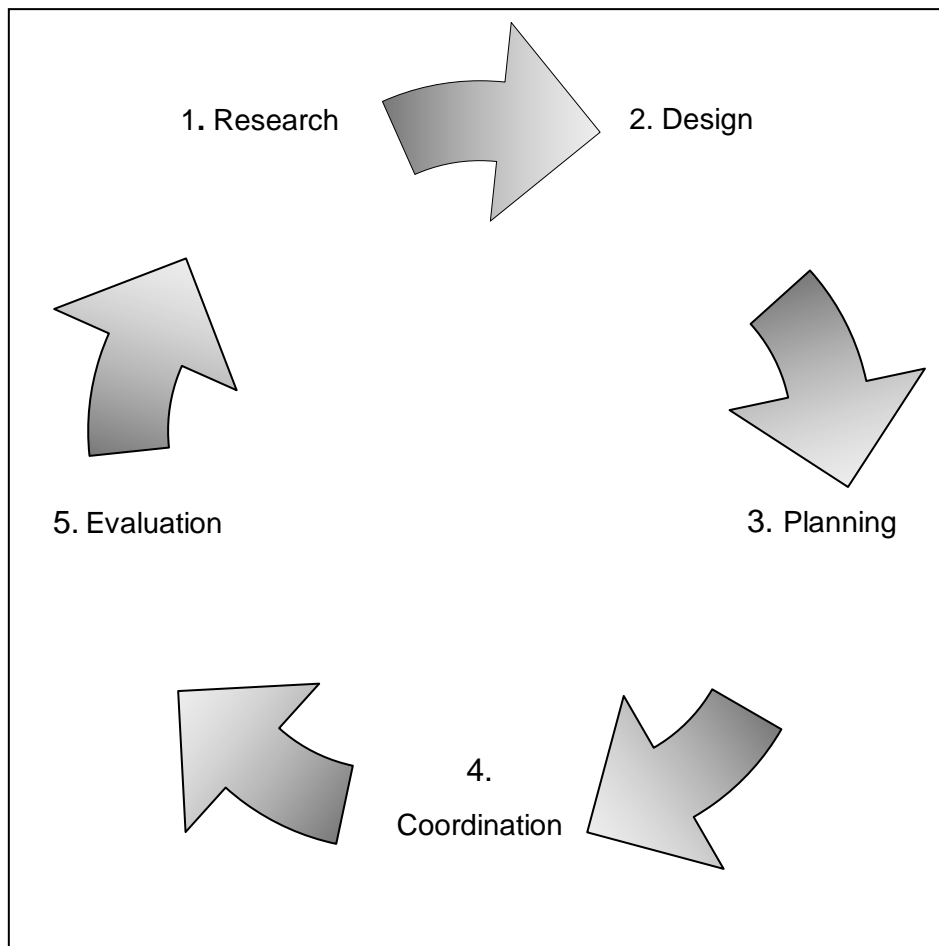 1. Research
2. Design
3. Planning
4.
Coordination
5. Evaluation